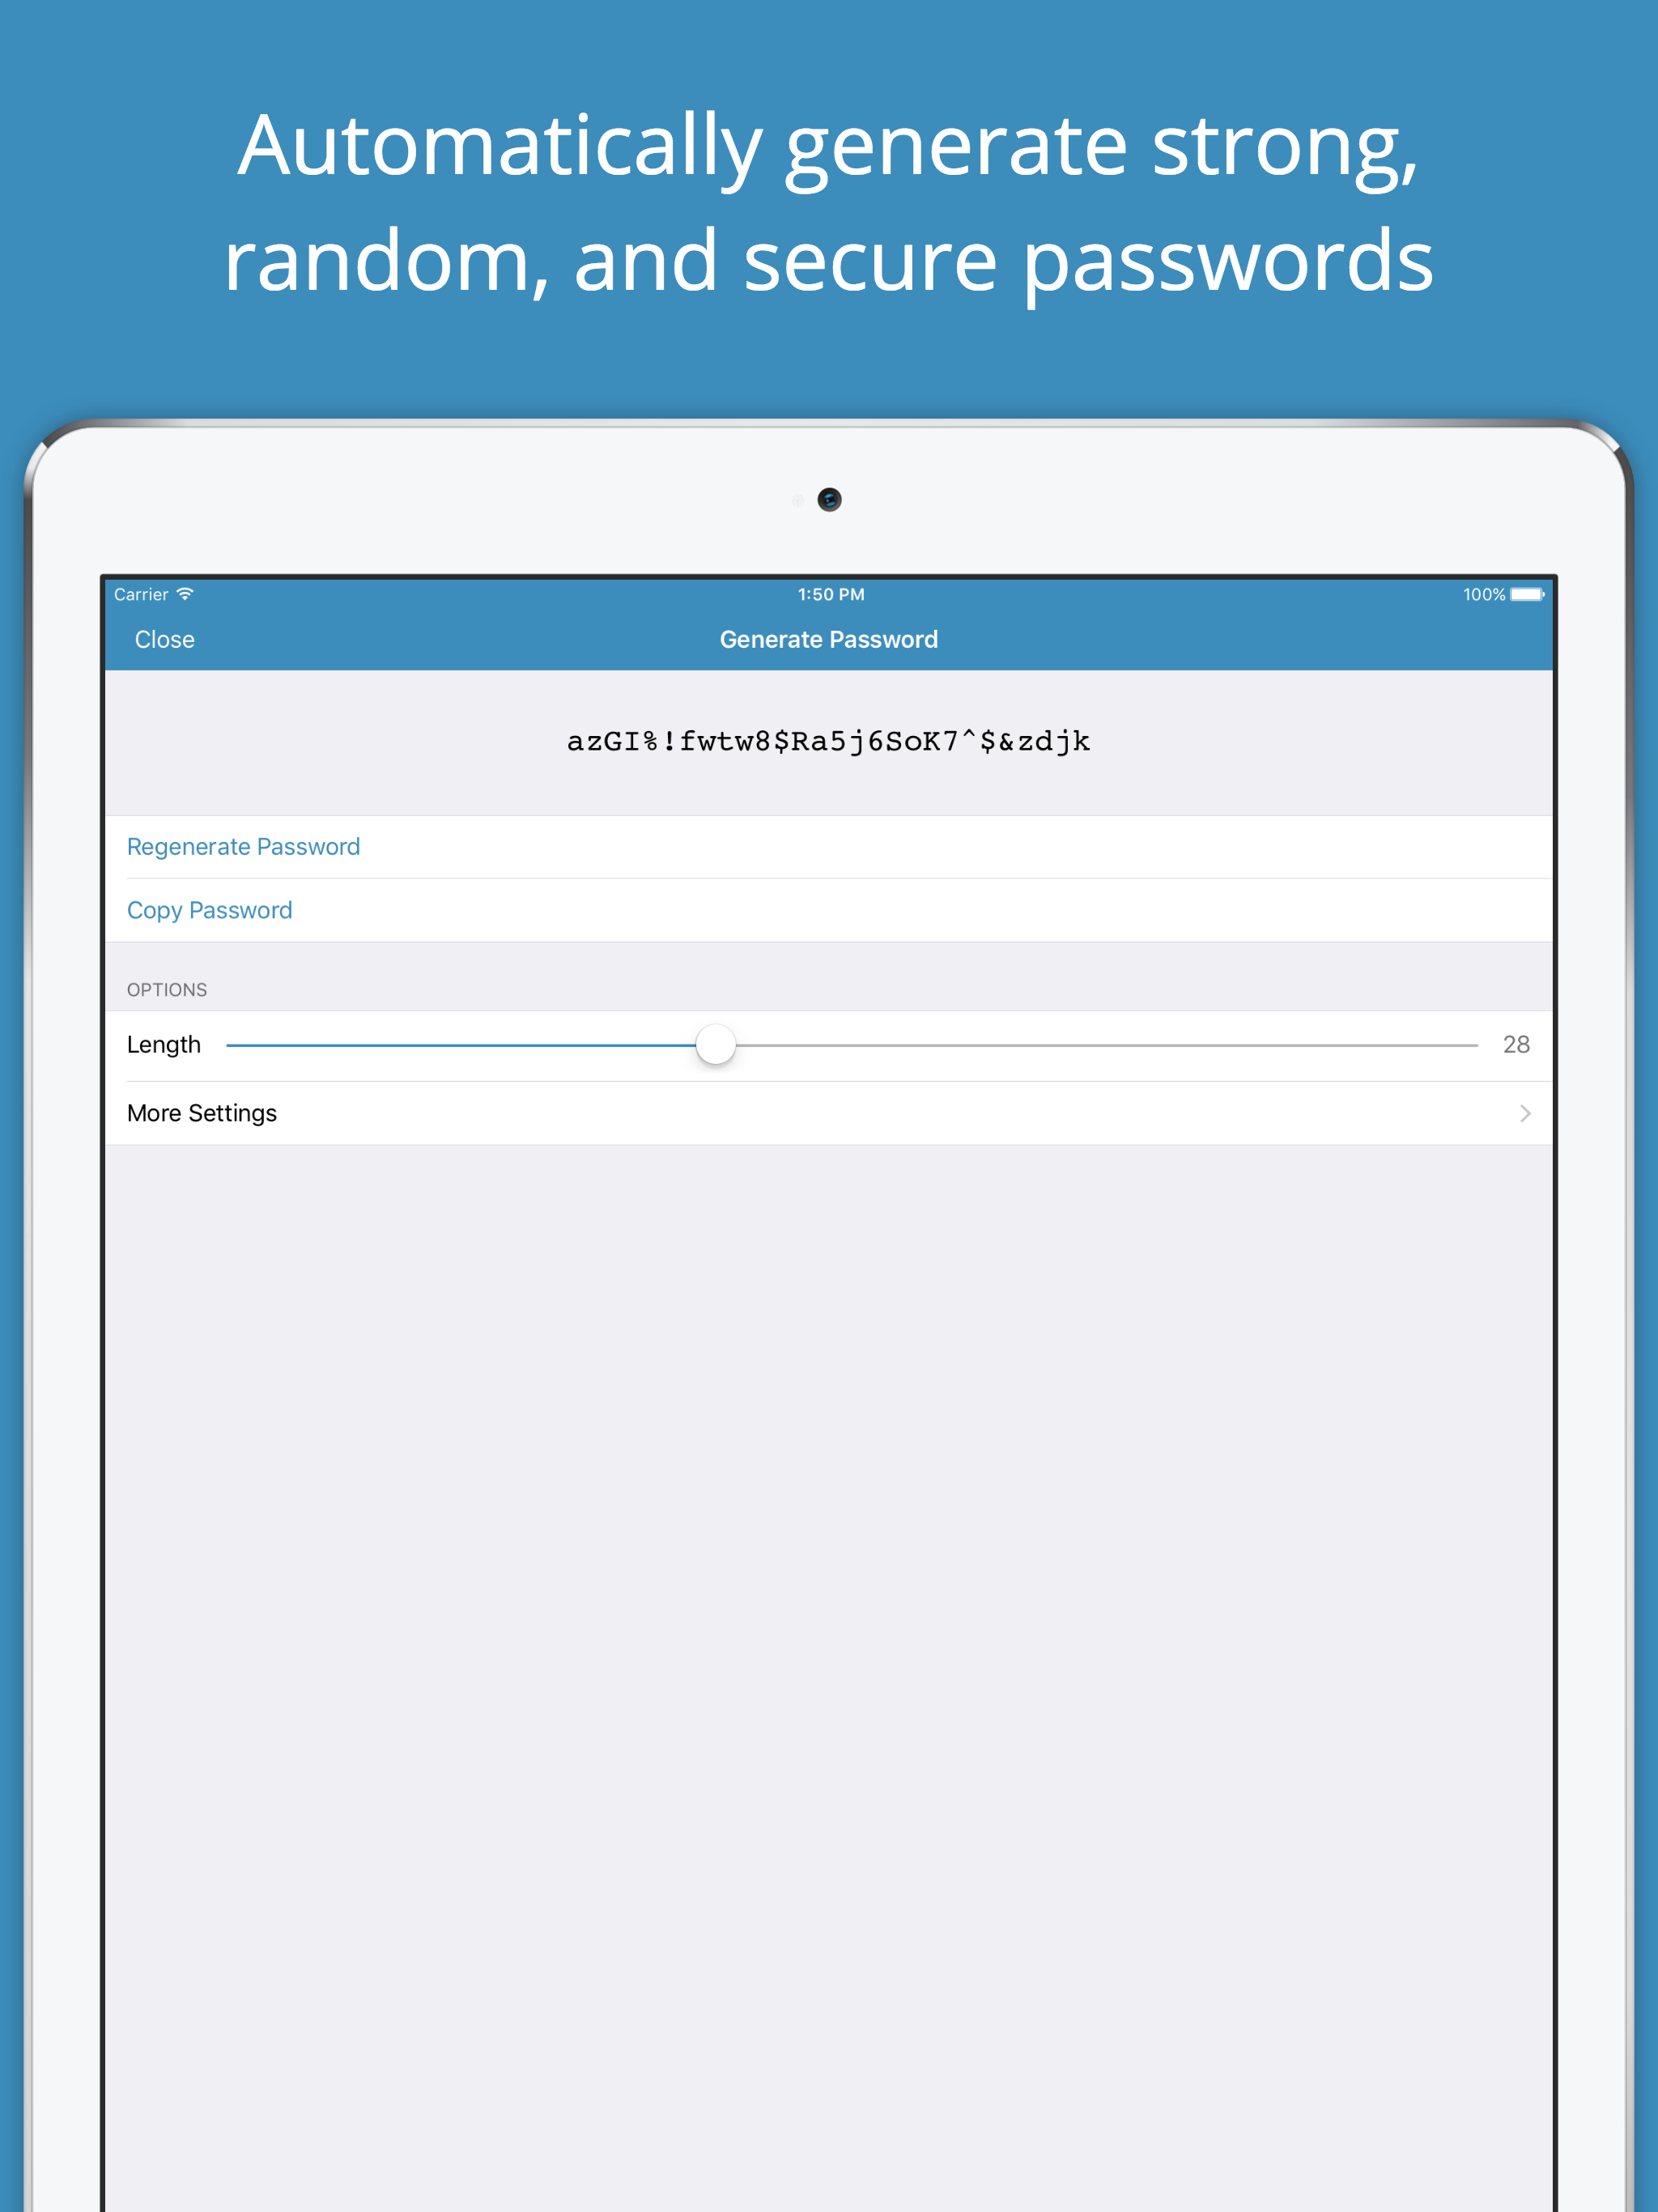 Automatically generate strong,
random, and secure passwords
Carrier 1:50 PM 100%
Close Generate Password
azGI%!fwtw8$Ra5j6SoK7^$&zdjk
Regenerate Password
Copy Password
OPTIONS
Length 28
More Settings